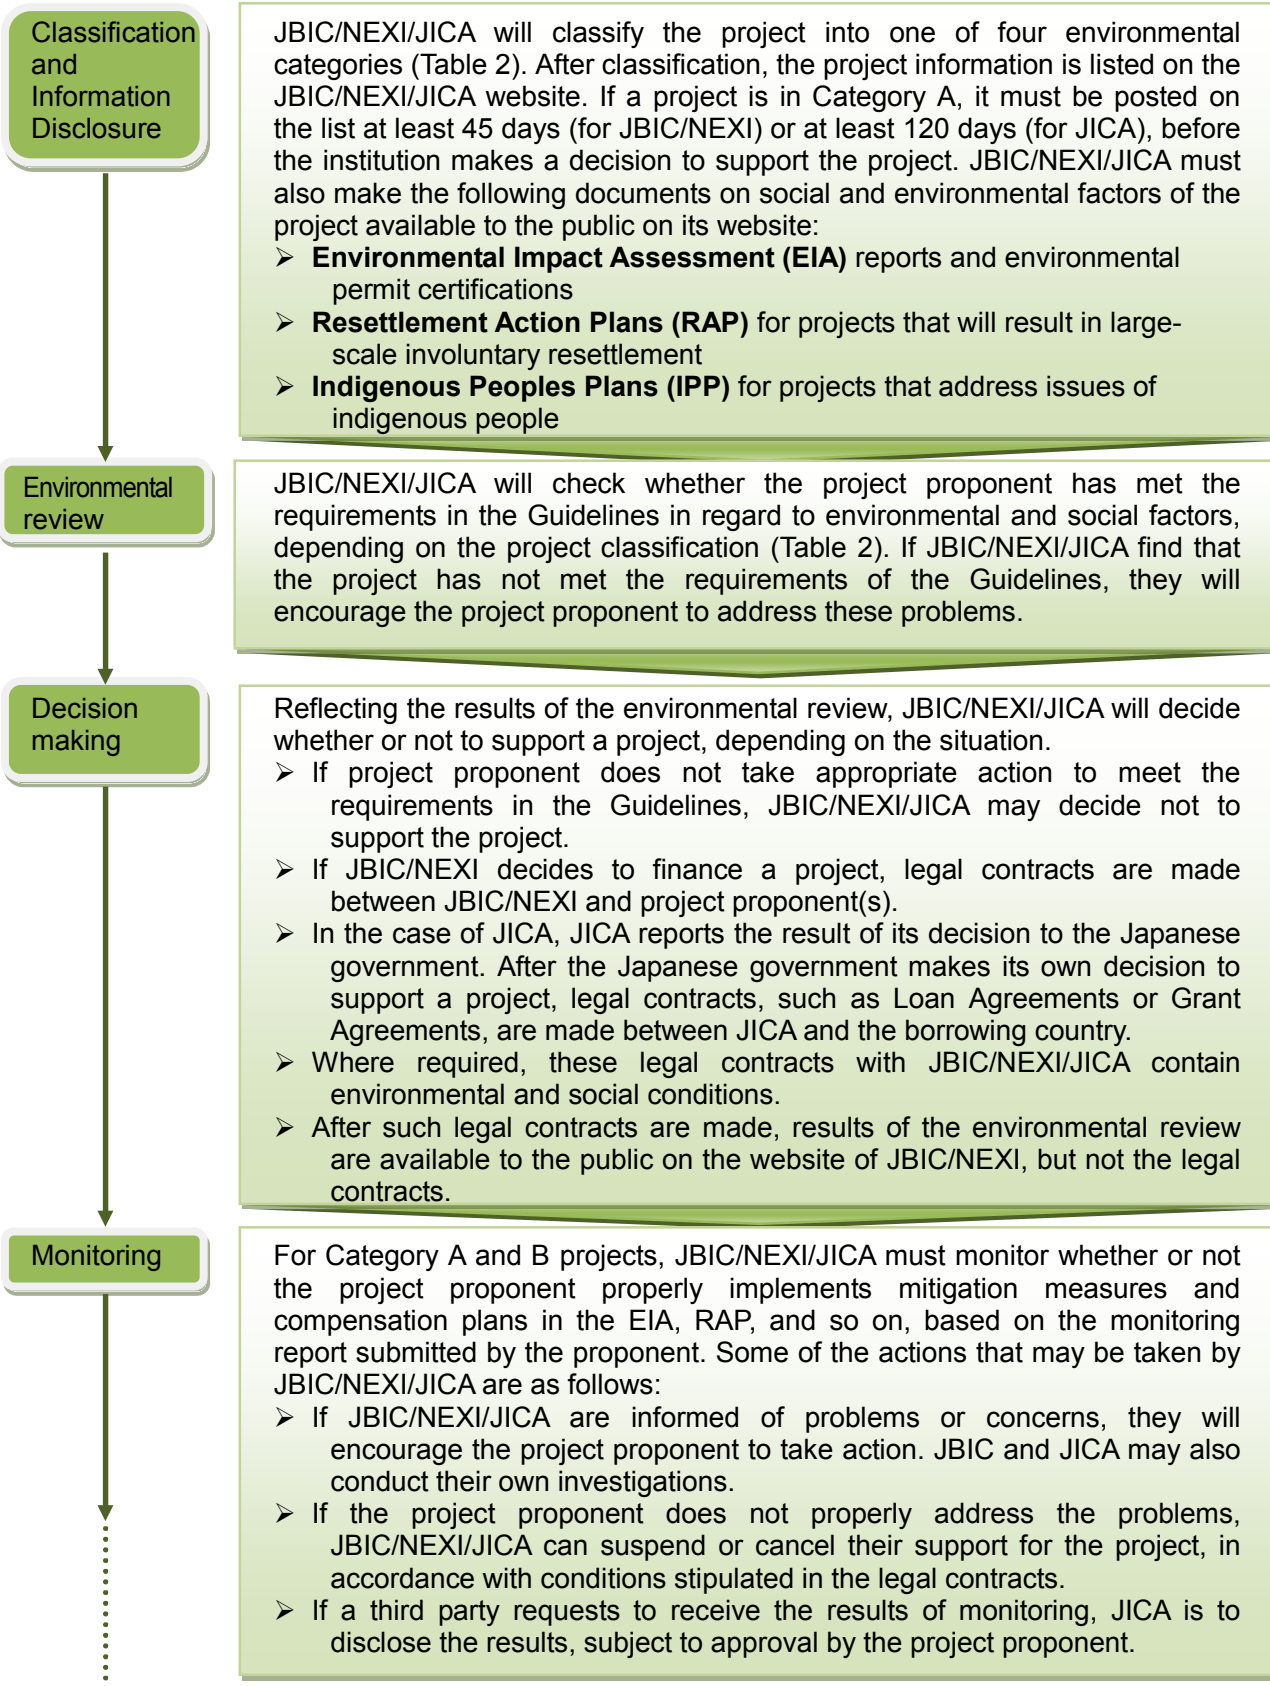 Classification
and
Information
Disclosure
JBIC/NEXI/JICA will classify the project into one of four environmental
categories (Table 2). After classification, the project information is listed on the
JBIC/NEXI/JICA website. If a project is in Category A, it must be posted on
the list at least 45 days (for JBIC/NEXI) or at least 120 days (for JICA), before
the institution makes a decision to support the project. JBIC/NEXI/JICA must
also make the following documents on social and environmental factors of the
project available to the public on its website:
➢ Environmental Impact Assessment (EIA) reports and environmental
permit certifications
➢ Resettlement Action Plans (RAP) for projects that will result in large-
scale involuntary resettlement
➢ Indigenous Peoples Plans (IPP) for projects that address issues of
indigenous people
Environmental
review
JBIC/NEXI/JICA will check whether the project proponent has met the
requirements in the Guidelines in regard to environmental and social factors,
depending on the project classification (Table 2). If JBIC/NEXI/JICA find that
the project has not met the requirements of the Guidelines, they will
encourage the project proponent to address these problems.
Decision
making
Reflecting the results of the environmental review, JBIC/NEXI/JICA will decide
whether or not to support a project, depending on the situation.
➢ If project proponent does not take appropriate action to meet the
requirements in the Guidelines, JBIC/NEXI/JICA may decide not to
support the project.
➢ If JBIC/NEXI decides to finance a project, legal contracts are made
between JBIC/NEXI and project proponent(s).
➢ In the case of JICA, JICA reports the result of its decision to the Japanese
government. After the Japanese government makes its own decision to
support a project, legal contracts, such as Loan Agreements or Grant
Agreements, are made between JICA and the borrowing country.
➢ Where required, these legal contracts with JBIC/NEXI/JICA contain
environmental and social conditions.
➢ After such legal contracts are made, results of the environmental review
are available to the public on the website of JBIC/NEXI, but not the legal
contracts.
Monitoring
For Category A and B projects, JBIC/NEXI/JICA must monitor whether or not
the project proponent properly implements mitigation measures and
compensation plans in the EIA, RAP, and so on, based on the monitoring
report submitted by the proponent. Some of the actions that may be taken by
JBIC/NEXI/JICA are as follows:
➢ If JBIC/NEXI/JICA are informed of problems or concerns, they will
encourage the project proponent to take action. JBIC and JICA may also
conduct their own investigations.
➢ If the project proponent does not properly address the problems,
JBIC/NEXI/JICA can suspend or cancel their support for the project, in
accordance with conditions stipulated in the legal contracts.
➢ If a third party requests to receive the results of monitoring, JICA is to
disclose the results, subject to approval by the project proponent.